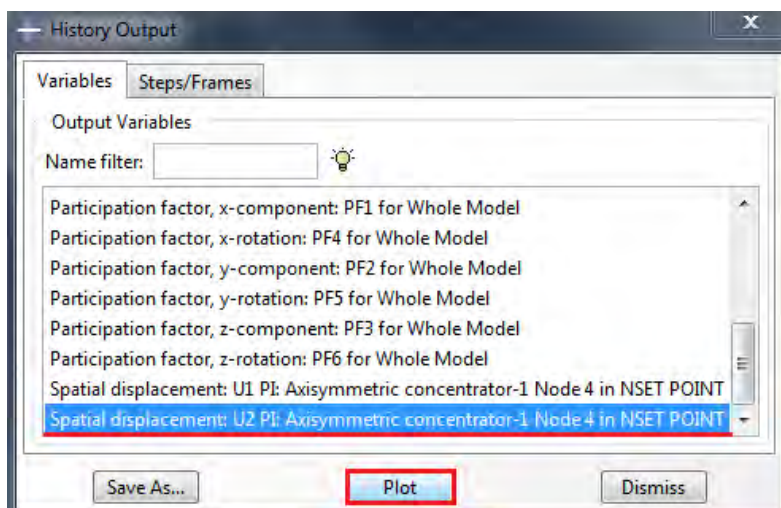 History Output
x
Variables Steps/Frames
Output Variables
Name filter:
Participation factor, x-component: PF1 for Whole Model
Participation factor, x-rotation: PF4 for Whole Model
Participation factor, y-component: PF2 for Whole Model
Participation factor, y-rotation: PF5 for Whole Model
Participation factor, z-component: PF3 for Whole Model
Participation factor, z-rotation: PF6 for Whole Model
Spatial displacement: U1 PI: Axisymmetric concentrator-1 Node 4 in NSET POINT
Spatial displacement: U2 PI: Axisymmetric concentrator-1 Node 4 in NSET POINT
Save As... Plot Dismiss